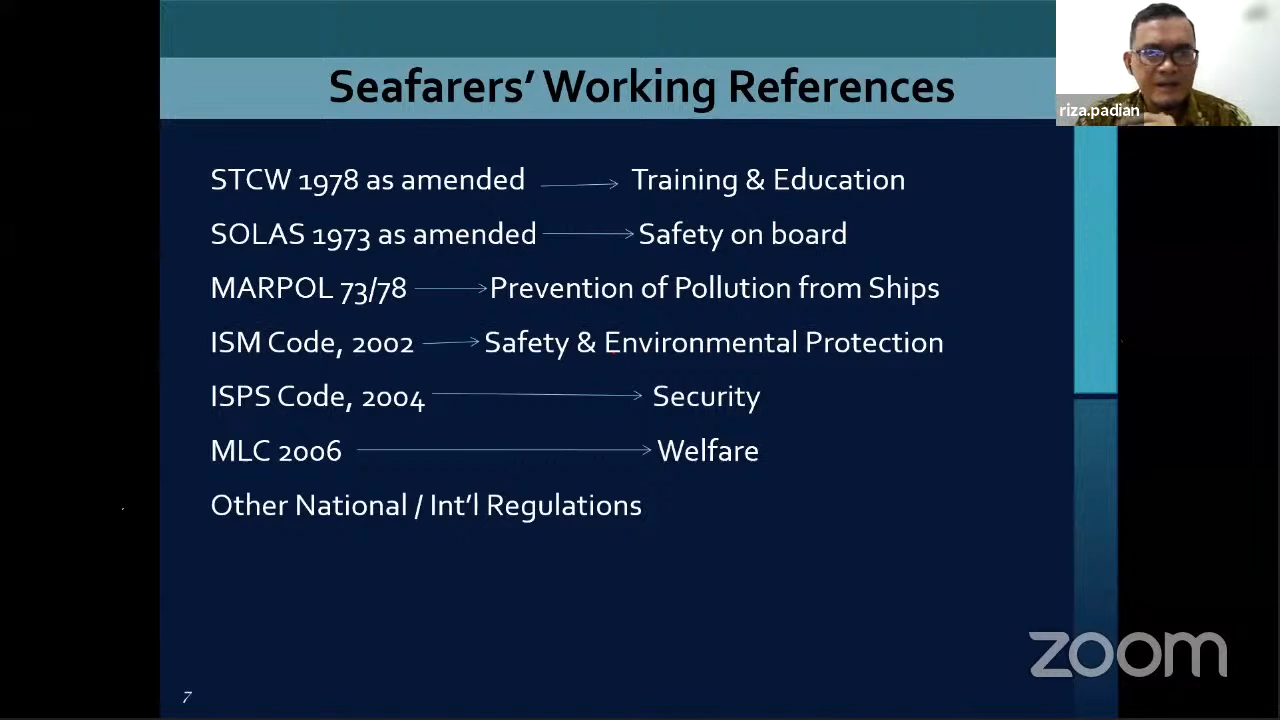 Seafarers' Working References
riza.padian
STCW 1978 as amended → Training & Education
SOLAS 1973 as amended → Safety on board
MARPOL 73/78 → Prevention of Pollution from Ships
ISM Code, 2002 → Safety & Environmental Protection
ISPS Code, 2004 → Security
MLC 2006 → Welfare
Other National / Int'l Regulations
zoom
7